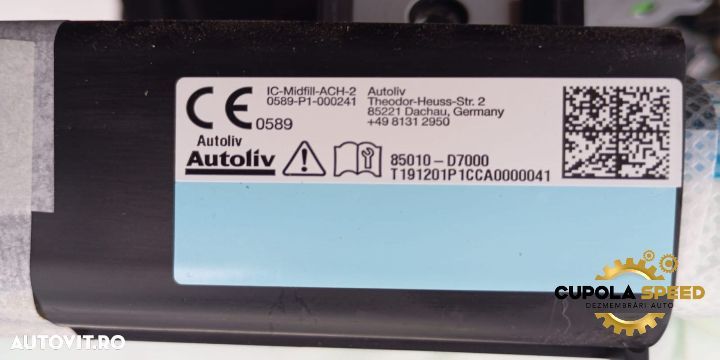 IC-Midfill-ACH-2
0589-P1-000241
Autoliv
Theodor-Heuss-Str. 2
85221 Dachau, Germany
+49 8131 2950
CE
0589
Autoliv
Autoliv
85010-D7000
T191201P1CCA0000041
CUPOLA SPEED
DEZMEMBRĂRI AUTO
AUTOVIT.RO